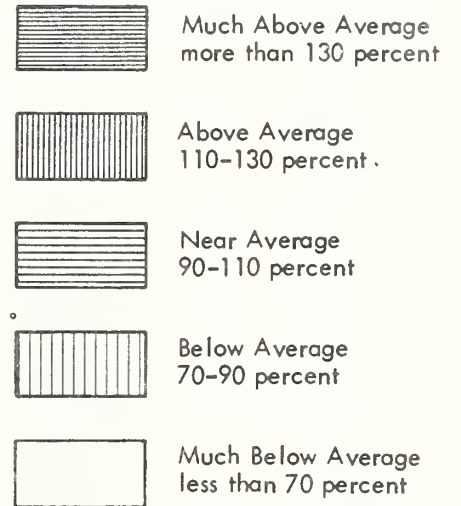 Much Above Average
more than 130 percent
Above Average
110-130 percent.
Near Average
90-110 percent
Below Average
70-90 percent
Much Below Average
less than 70 percent